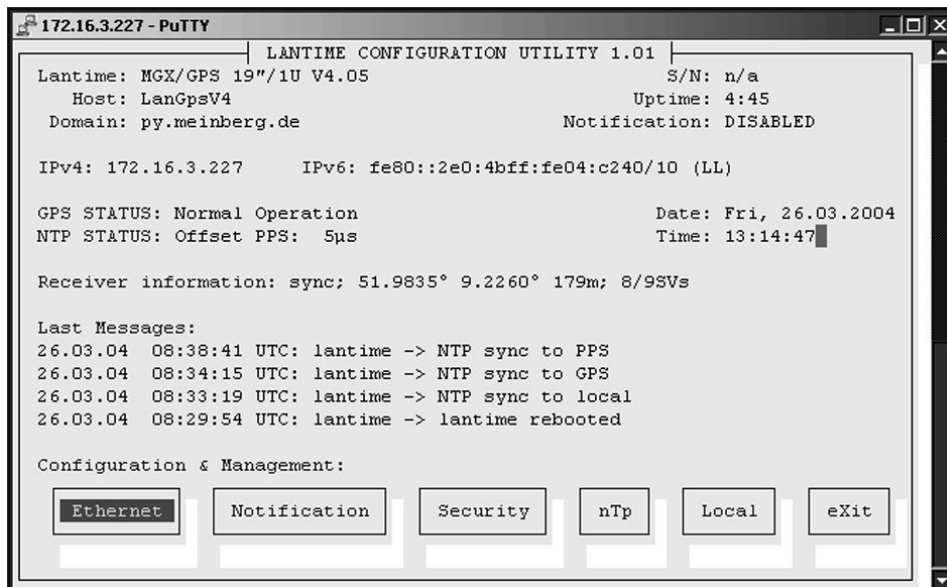 172.16.3.227 - PuTTY
LANTIME CONFIGURATION UTILITY 1.01
Lantime: MGX/GPS 19"/1U V4.05 S/N: n/a
Host: LanGpsV4 Uptime: 4:45
Domain: py.meinberg.de Notification: DISABLED
IPv4: 172.16.3.227 IPv6: fe80::2e0:4bff:fe04:c240/10 (LL)
GPS STATUS: Normal Operation Date: Fri, 26.03.2004
NTP STATUS: Offset PPS: 5µs Time: 13:14:47
Receiver information: sync; 51.9835° 9.2260° 179m; 8/9SVs
Last Messages:
26.03.04 08:38:41 UTC: lantime -> NTP sync to PPS
26.03.04 08:34:15 UTC: lantime -> NTP sync to GPS
26.03.04 08:33:19 UTC: lantime -> NTP sync to local
26.03.04 08:29:54 UTC: lantime -> lantime rebooted
Configuration & Management:
Ethernet Notification Security nTp Local eXit